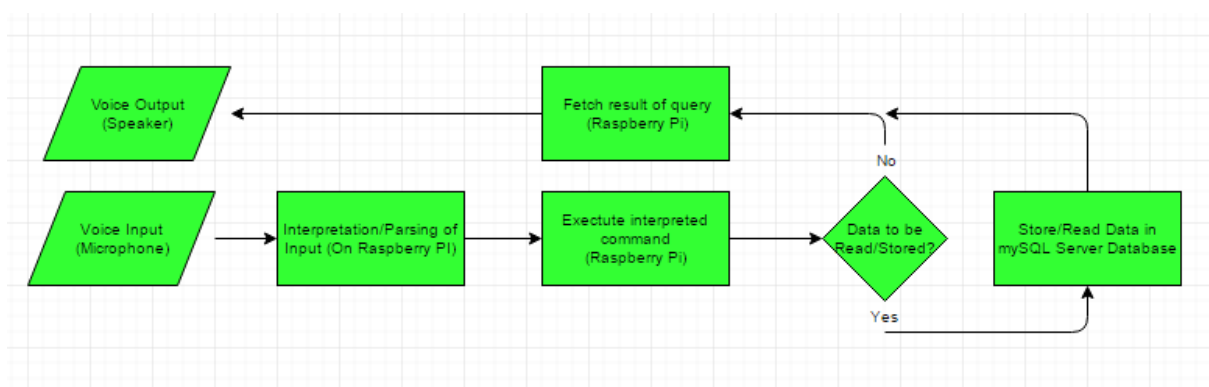 Voice Output
(Speaker)
Fetch result of query
(Raspberry Pi)
No
Voice Input
(Microphone)
Interpretation/Parsing of
Input (On Raspberry PI)
Exectute interpreted
command
(Raspberry Pi)
Data to be
Read/Stored?
Store/Read Data in
mySQL Server Database
Yes